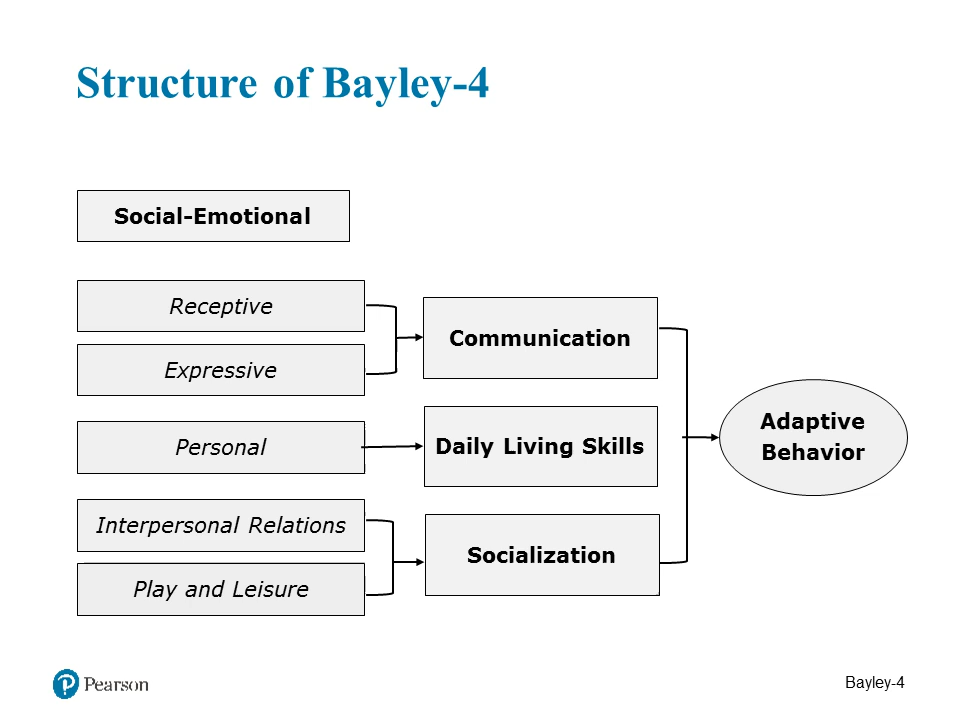 Structure of Bayley-4
Social-Emotional
Receptive
Expressive
Personal
Interpersonal Relations
Play and Leisure
Communication
Daily Living Skills
Socialization
Adaptive
Behavior
Pearson
Bayley-4